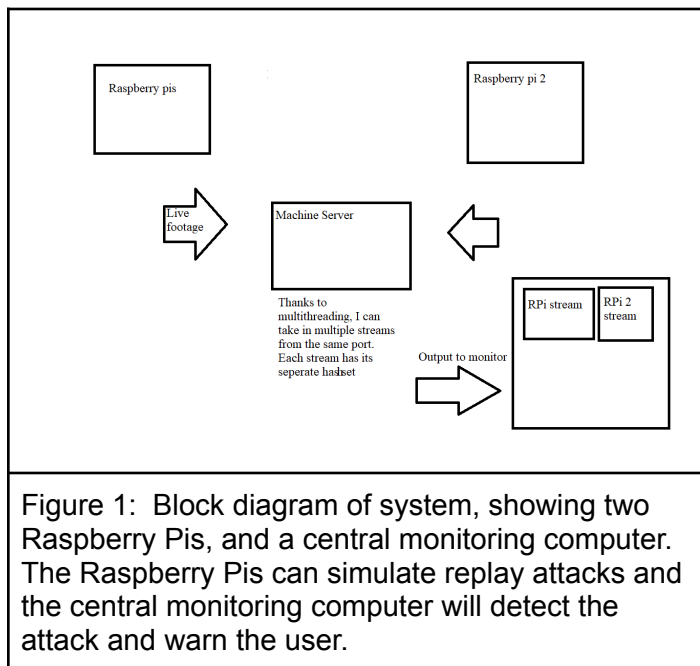 Raspberry pis
Raspberry pi 2
Live
footage
Machine Server
Thanks to
multithreading, I can
take in multiple streams
from the same port.
Each stream has its
seperate hashset
RPi stream
RPi 2
stream
Output to monitor
Figure 1:  Block diagram of system, showing two
Raspberry Pis, and a central monitoring computer.
The Raspberry Pis can simulate replay attacks and
the central monitoring computer will detect the
attack and warn the user.